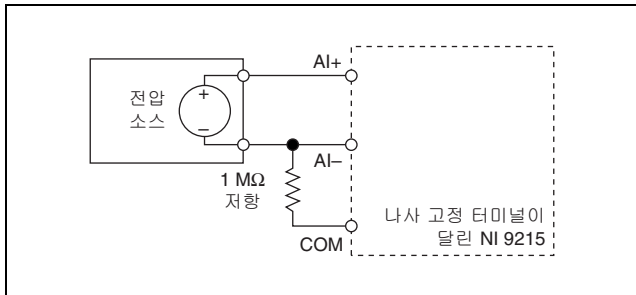 AI+
전압
소스
+
–
AI–
1 MΩ
저항
COM
나사 고정 터미널이
달린 NI 9215